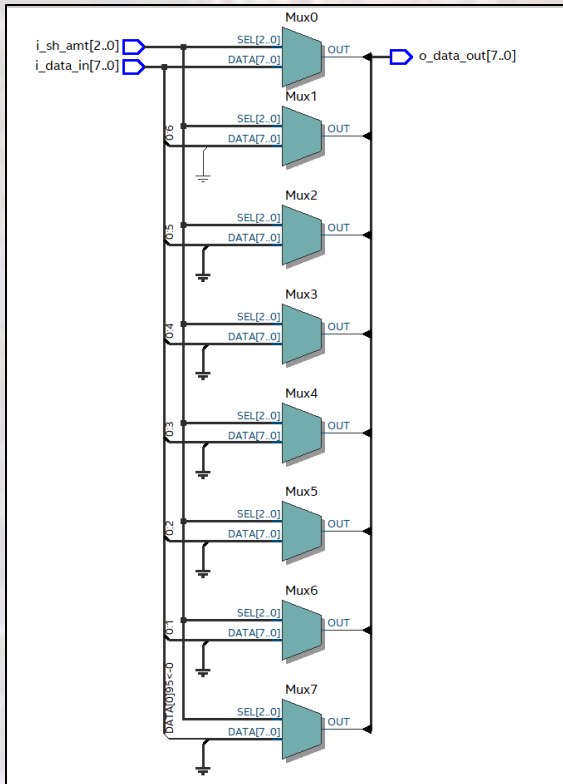 Mux0
i_sh_amt[2..0]
SEL[2..0]
OUT
o_data_out[7..0]
i_data_in[7..0]
DATA[7..0]
Mux1
0:6
SEL[2..0]
OUT
DATA[7..0]
Mux2
0:5
SEL[2..0]
OUT
DATA[7..0]
Mux3
0:4
SEL[2..0]
OUT
DATA[7..0]
Mux4
0:3
SEL[2..0]
OUT
DATA[7..0]
Mux5
0:2
SEL[2..0]
OUT
DATA[7..0]
Mux6
0:1
SEL[2..0]
OUT
DATA[7..0]
Mux7
DATA[0]95<-0
SEL[2..0]
OUT
DATA[7..0]